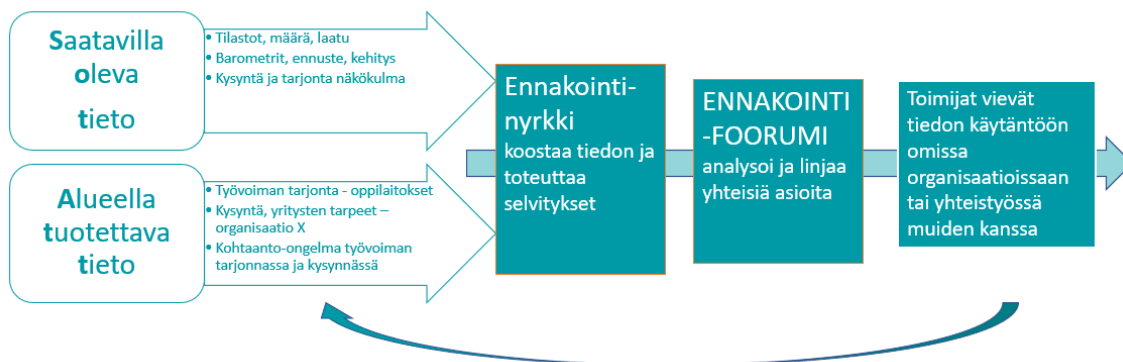 Saatavilla
oleva
tieto
• Tilastot, määrä, laatu
• Barometrit, ennuste, kehitys
• Kysyntä ja tarjonta näkökulma
Alueella
tuotettava
tieto
• Työvoiman tarjonta - oppilaitokset
• Kysyntä, yritysten tarpeet –
organisaatio X
• Kohtaanto-ongelma työvoiman
tarjonnassa ja kysynnässä
Ennakointi-
nyrkki
koostaa tiedon ja
toteuttaa
selvitykset
ENNAKOINTI
-FOORUMI
analysoi ja linjaa
yhteisiä asioita
Toimijat vievät
tiedon käytäntöön
omissa
organisaatioissaan
tai yhteistyössä
muiden kanssa